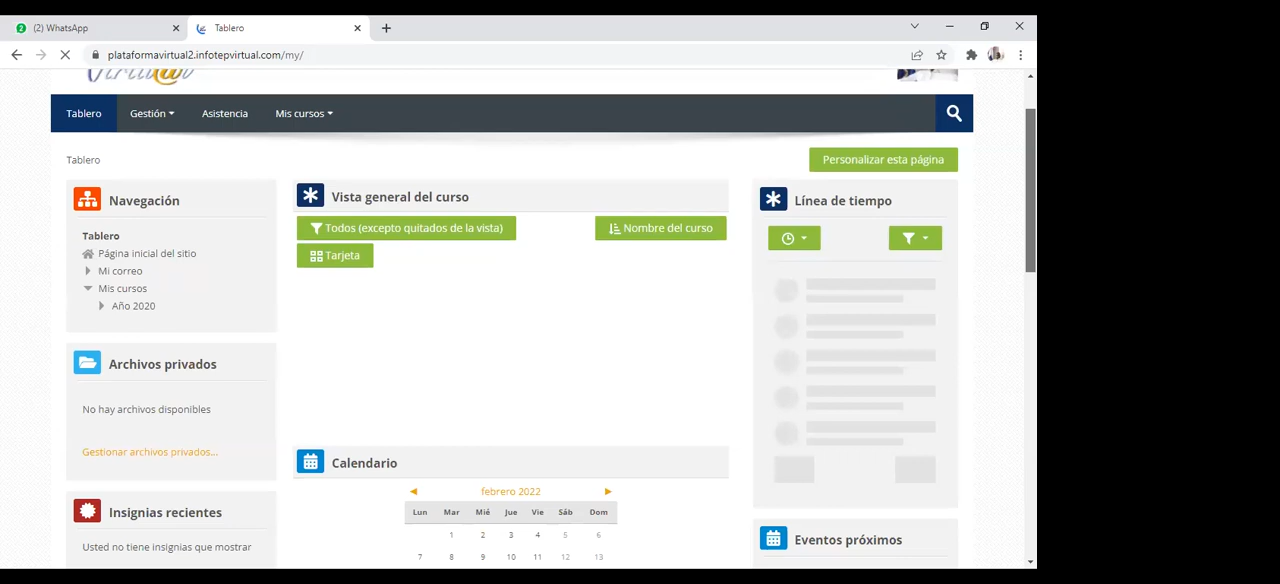 (2) WhatsApp
Tablero
plataformavirtual2.infotepvirtual.com/my/
Tablero
Gestión
Asistencia
Mis cursos
Tablero
Personalizar esta página
Navegación
Tablero
Página inicial del sitio
Mi correo
Mis cursos
Año 2020
Archivos privados
No hay archivos disponibles
Gestionar archivos privados...
Insignias recientes
Usted no tiene insignias que mostrar
Vista general del curso
Todos (excepto quitados de la vista)
Nombre del curso
Tarjeta
Calendario
◄ febrero 2022 ►
Lun Mar Mié Jue Vie Sáb Dom
1 2 3 4 5 6
7 8 9 10 11 12 13
Línea de tiempo
Eventos próximos